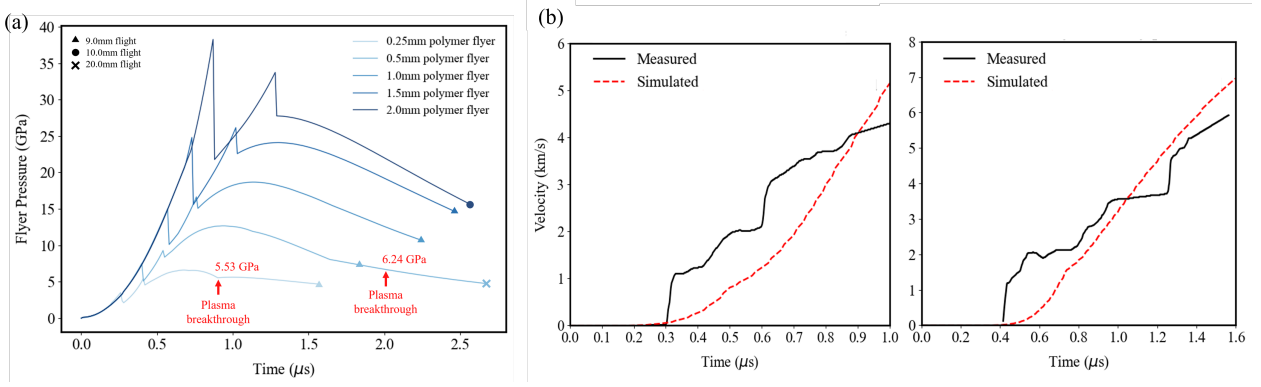 (a)
40
35
30
25
20
15
10
5
0
Flyer Pressure (GPa)
9.0mm flight
10.0mm flight
20.0mm flight
0.25mm polymer flyer
0.5mm polymer flyer
1.0mm polymer flyer
1.5mm polymer flyer
2.0mm polymer flyer
5.53 GPa
Plasma
breakthrough
6.24 GPa
Plasma
breakthrough
0.0 0.5 1.0 1.5 2.0 2.5
Time (μs)
(b)
6
5
4
3
2
1
0
Velocity (km/s)
Measured
Simulated
0.0 0.1 0.2 0.3 0.4 0.5 0.6 0.7 0.8 0.9 1.0
Time (μs)
8
7
6
5
4
3
2
1
0
Measured
Simulated
0.0 0.2 0.4 0.6 0.8 1.0 1.2 1.4 1.6
Time (μs)